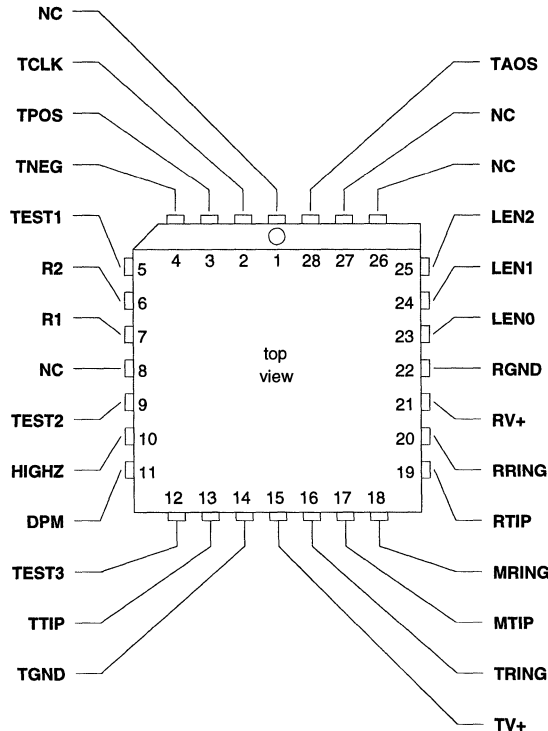 NC
TCLK
TPOS
TNEG
TEST1
R2
R1
NC
TEST2
HIGHZ
DPM
TEST3
TTIP
TGND
TAOS
NC
NC
LEN2
LEN1
LEN0
RGND
RV+
RRING
RTIP
MRING
MTIP
TRING
TV+
4 3 2 1 28 27 26
5
6
7
8
9
10
11
25
24
23
22
21
20
19
top
view
12 13 14 15 16 17 18